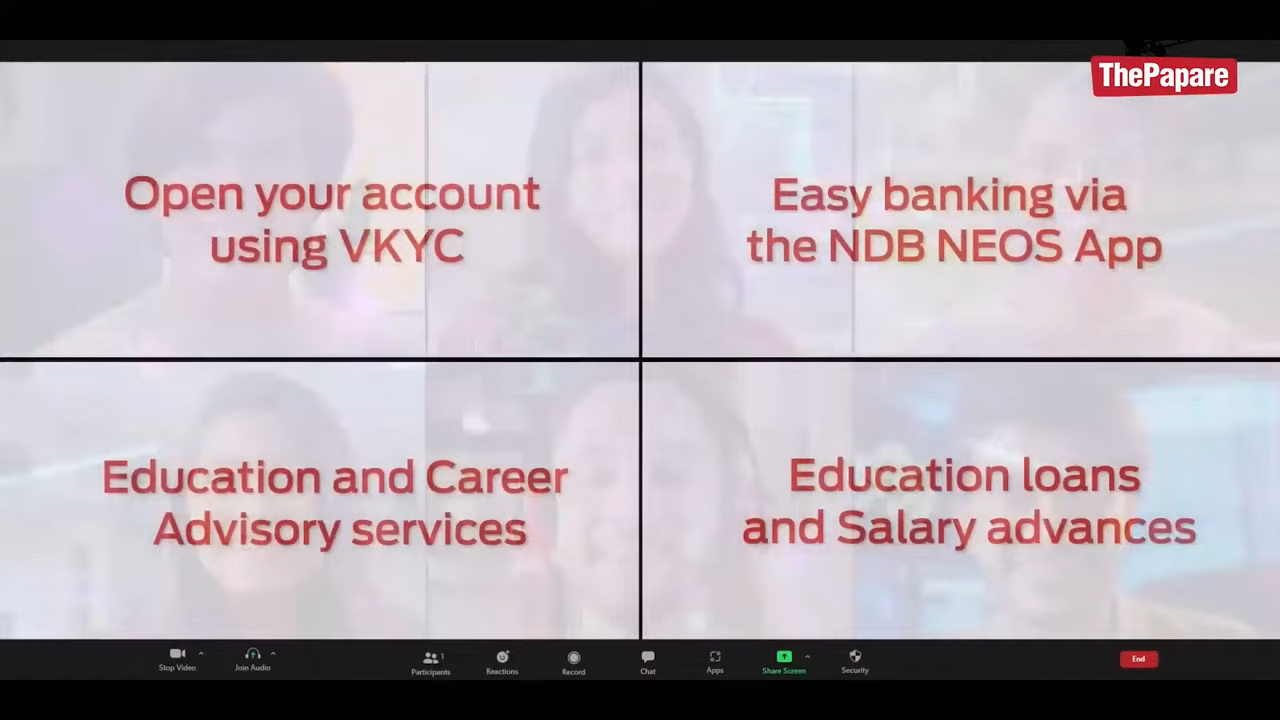 ThePapare
Open your account
using VKYC
Easy banking via
the NDB NEOS App
Education and Career
Advisory services
Education loans
and Salary advances
Stop Video
Join Audio
Participants
1
Reactions
Record
Chat
Apps
Share Screen
Security
End